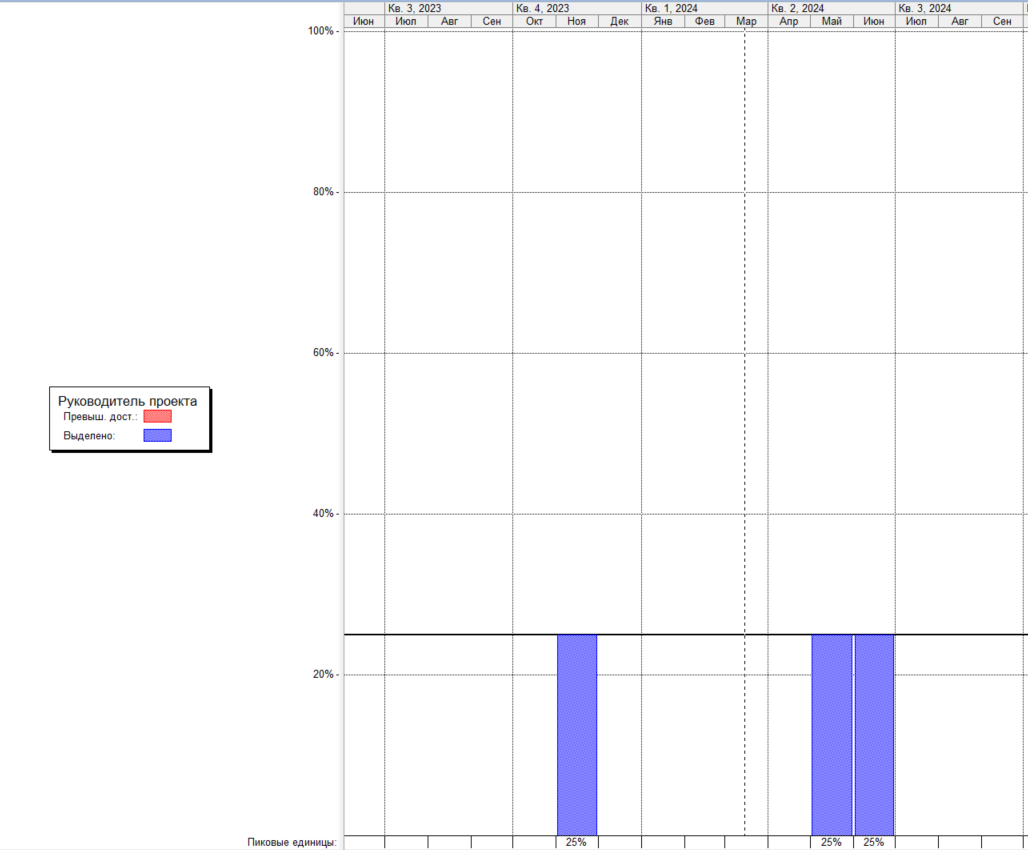 Кв. 3, 2023 Кв. 4, 2023 Кв. 1, 2024 Кв. 2, 2024 Кв. 3, 2024
Июн Июл Авг Сен Окт Ноя Дек Янв Фев Мар Апр Май Июн Июл Авг Сен
100%
80%
60%
Руководитель проекта
Превыш. дост.:
Выделено:
40%
20%
Пиковые единицы: 25% 25% 25%